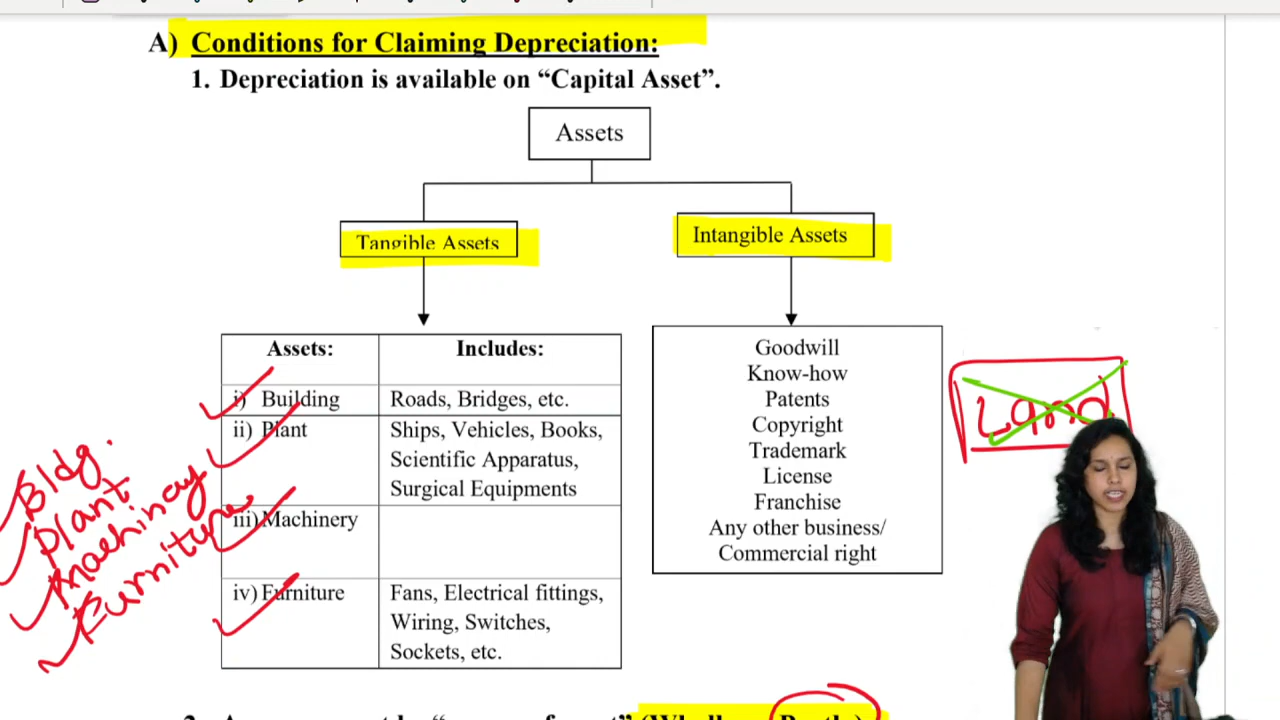 A) Conditions for Claiming Depreciation:
1. Depreciation is available on “Capital Asset”.
Assets
Tangible Assets
Intangible Assets
Assets:
Includes:
i) Building
Roads, Bridges, etc.
ii) Plant
Ships, Vehicles, Books,
Scientific Apparatus,
Surgical Equipments
iii) Machinery
iv) Furniture
Fans, Electrical fittings,
Wiring, Switches,
Sockets, etc.
Goodwill
Know-how
Patents
Copyright
Trademark
License
Franchise
Any other business/
Commercial right
Land
Bldg.
Plant
Machinary
Furniture